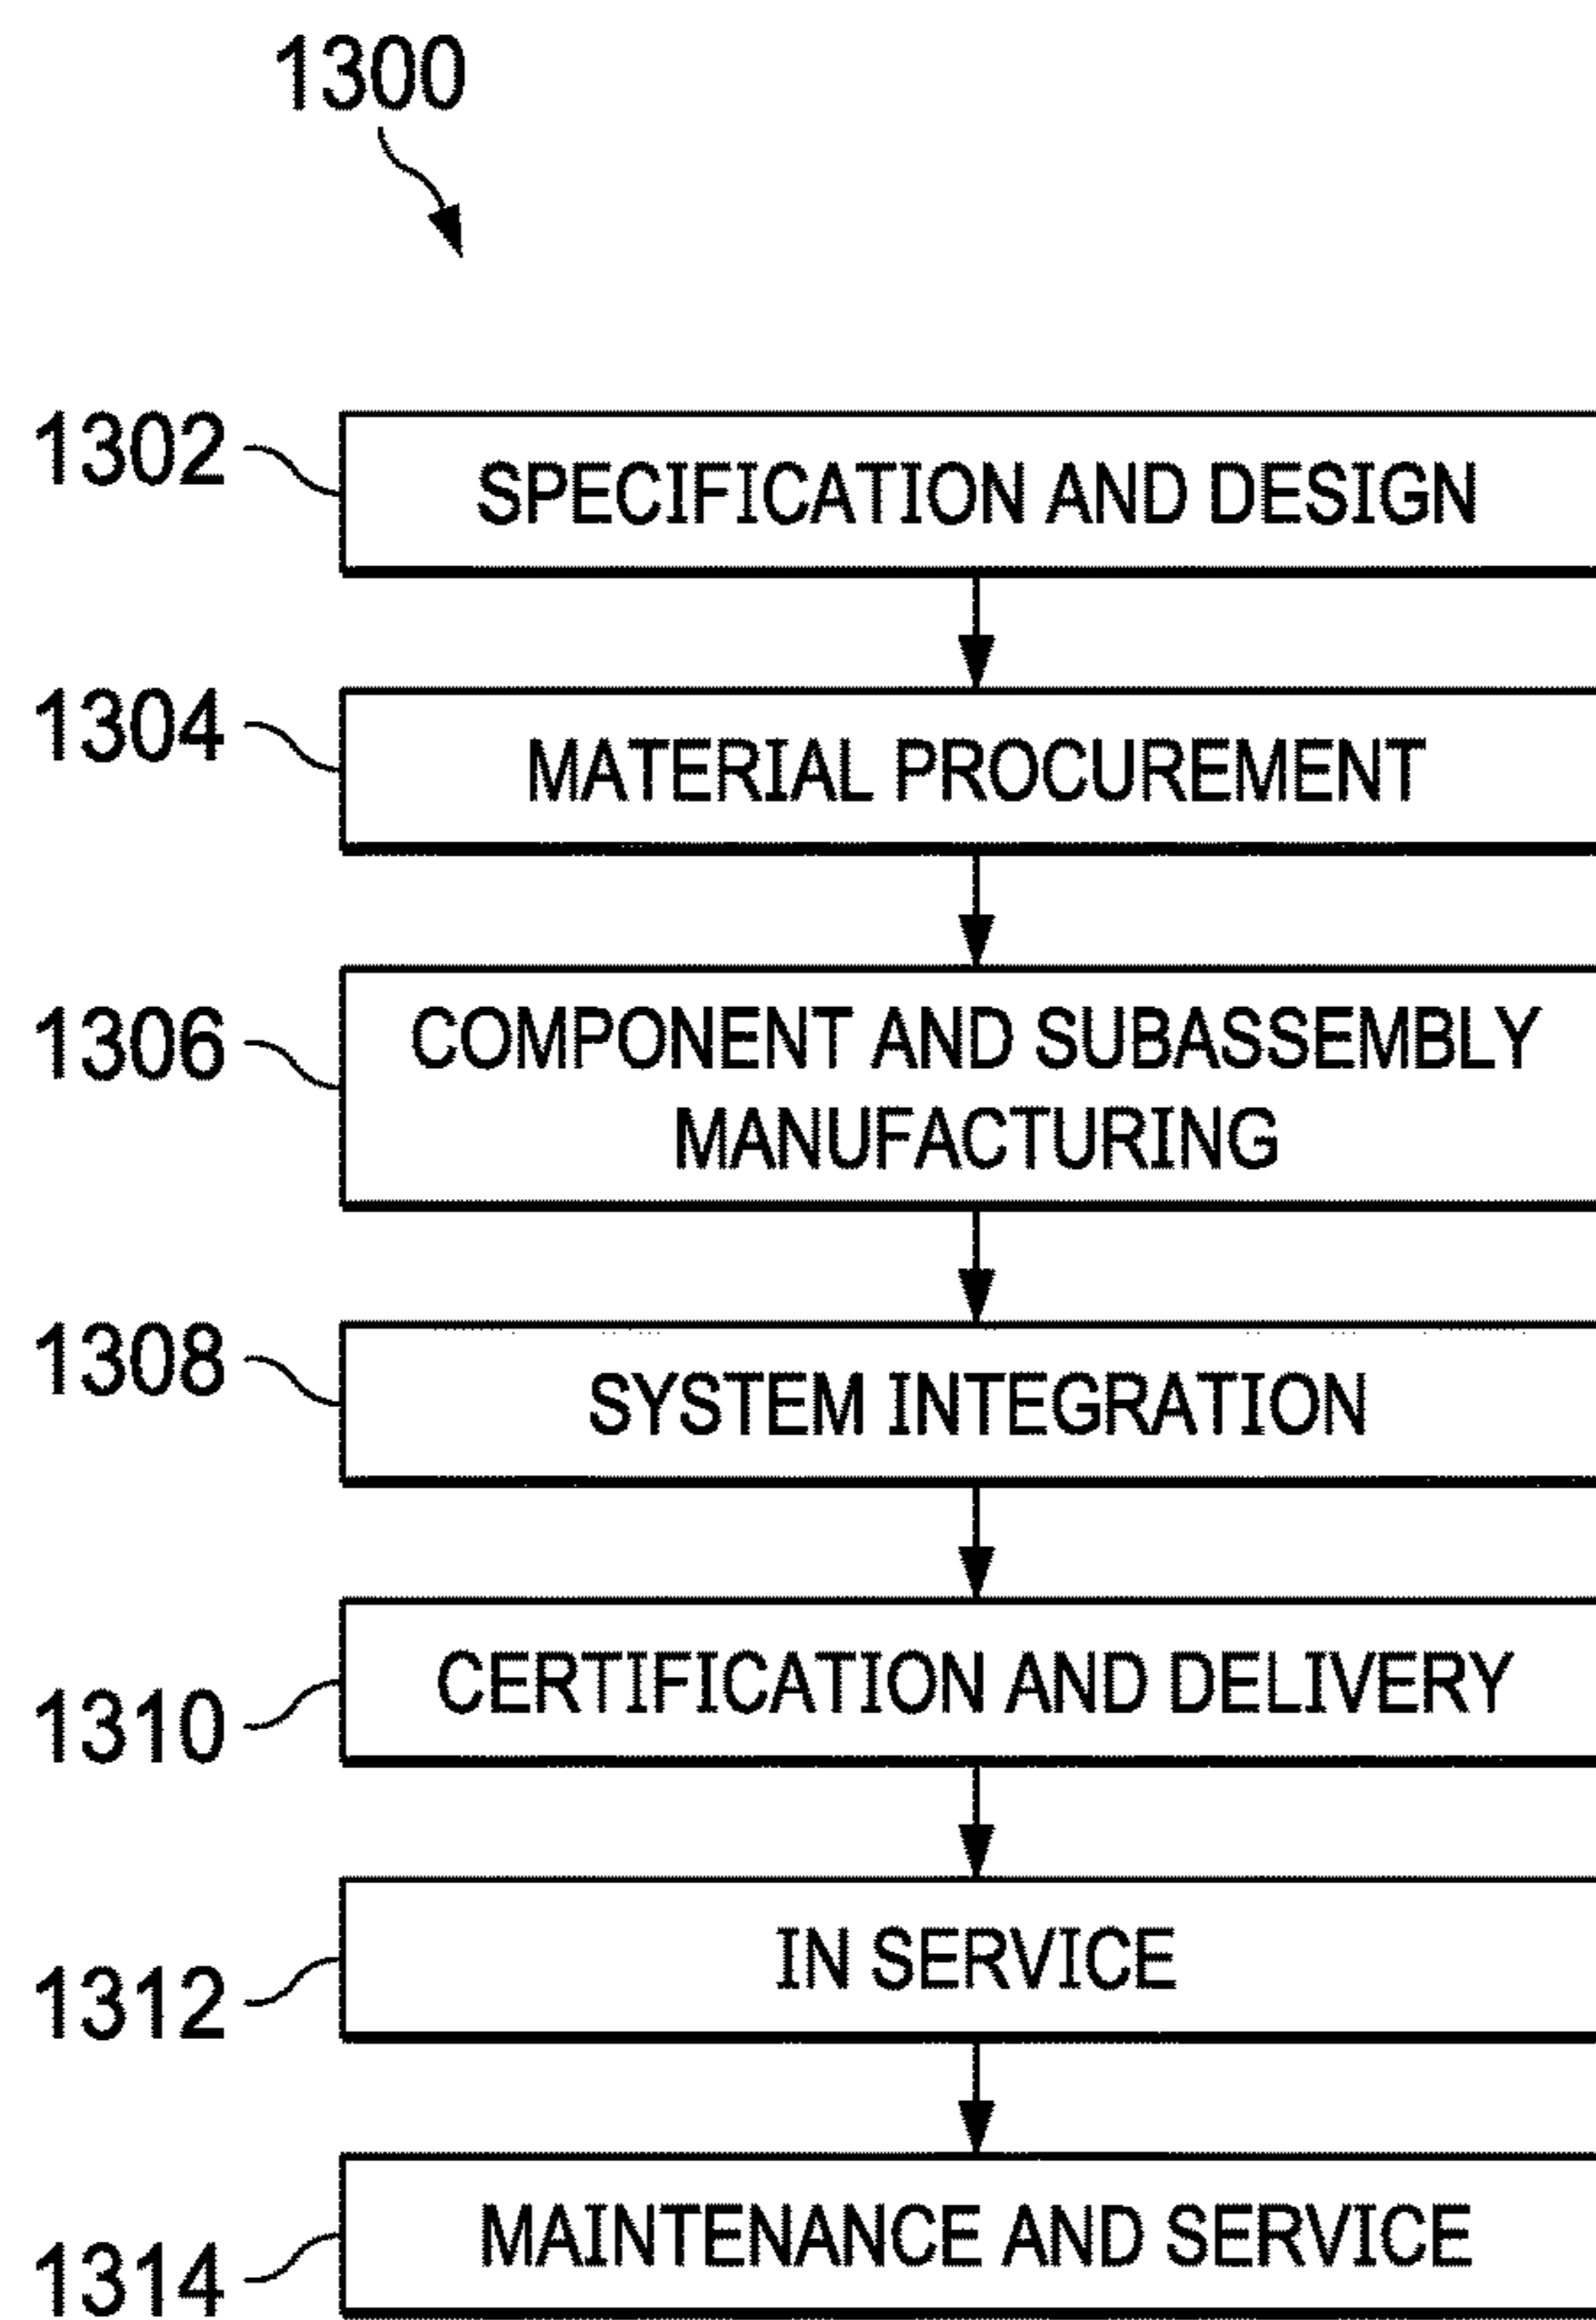 1300
1302
SPECIFICATION AND DESIGN
1304
MATERIAL PROCUREMENT
1306
COMPONENT AND SUBASSEMBLY
MANUFACTURING
1308
SYSTEM INTEGRATION
1310
CERTIFICATION AND DELIVERY
1312
IN SERVICE
1314
MAINTENANCE AND SERVICE